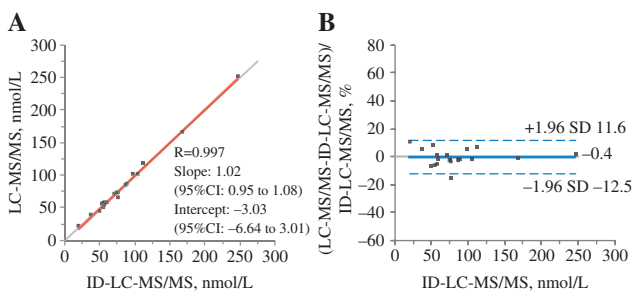 A
300
250
200
150
100
50
0
LC-MS/MS, nmol/L
R=0.997
Slope: 1.02
(95%CI: 0.95 to 1.08)
Intercept: –3.03
(95%CI: –6.64 to 3.01)
0 50 100 150 200 250 300
ID-LC-MS/MS, nmol/L
B
80
60
40
20
0
–20
–40
–60
(LC-MS/MS-ID-LC-MS/MS)/
ID-LC-MS/MS, %
+1.96 SD 11.6
–0.4
–1.96 SD –12.5
0 50 100 150 200 250 300
ID-LC-MS/MS, nmol/L